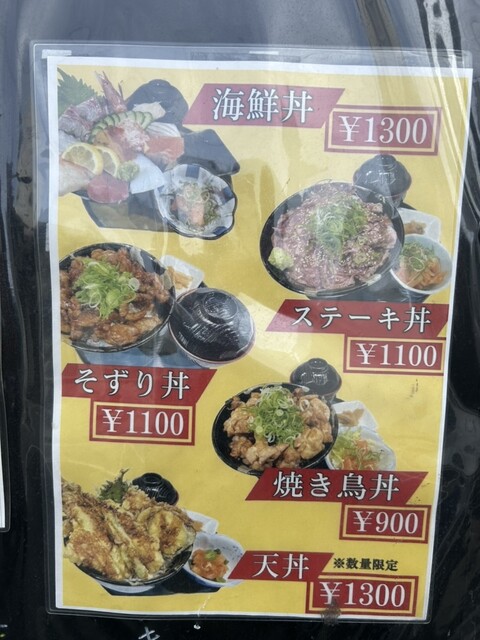 海鮮丼
¥1300
ステーキ丼
¥1100
そずり丼
¥1100
焼き鳥丼
¥900
天丼
※数量限定
¥1300